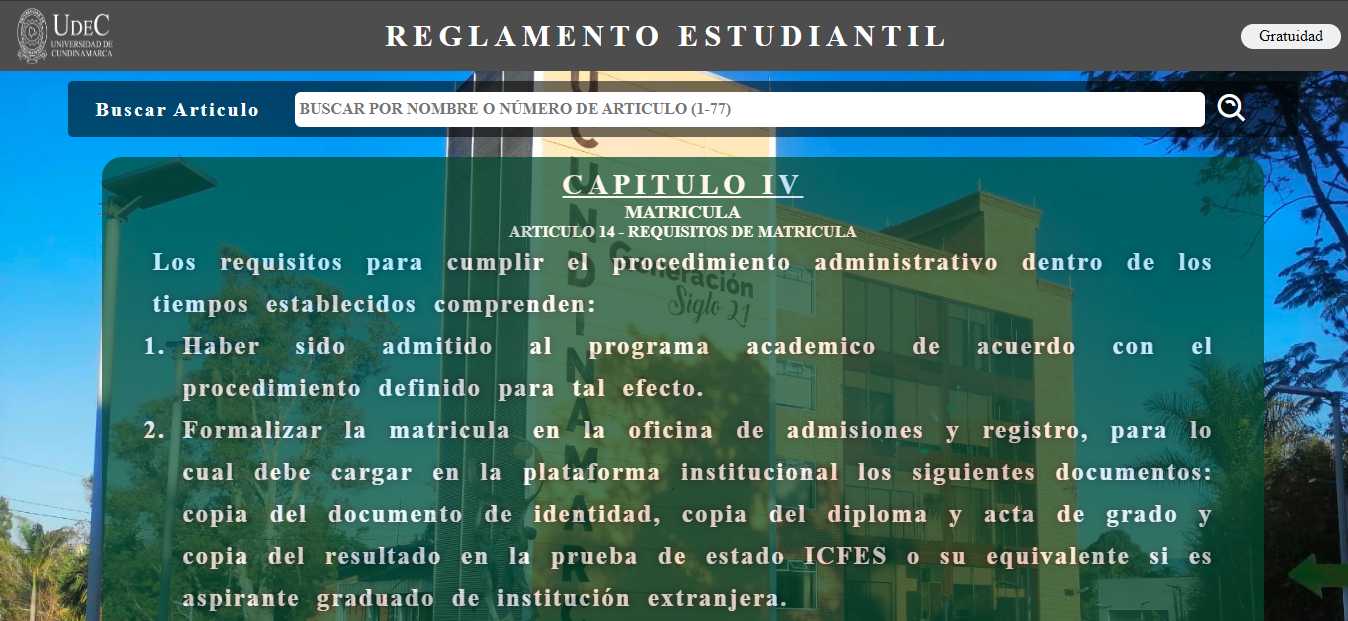 UDEC
UNIVERSIDAD DE
CUNDINAMARCA
REGLAMENTO ESTUDIANTIL
Gratuidad
Buscar Articulo
BUSCAR POR NOMBRE O NÚMERO DE ARTICULO (1-77)
CAPITULO IV
MATRICULA
ARTICULO 14 - REQUISITOS DE MATRICULA
Los requisitos para cumplir el procedimiento administrativo dentro de los
tiempos establecidos comprenden:
1. Haber sido admitido al programa academico de acuerdo con el
procedimiento definido para tal efecto.
2. Formalizar la matricula en la oficina de admisiones y registro, para lo
cual debe cargar en la plataforma institucional los siguientes documentos:
copia del documento de identidad, copia del diploma y acta de grado y
copia del resultado en la prueba de estado ICFES o su equivalente si es
aspirante graduado de institución extranjera.
Generación
Siglo 21